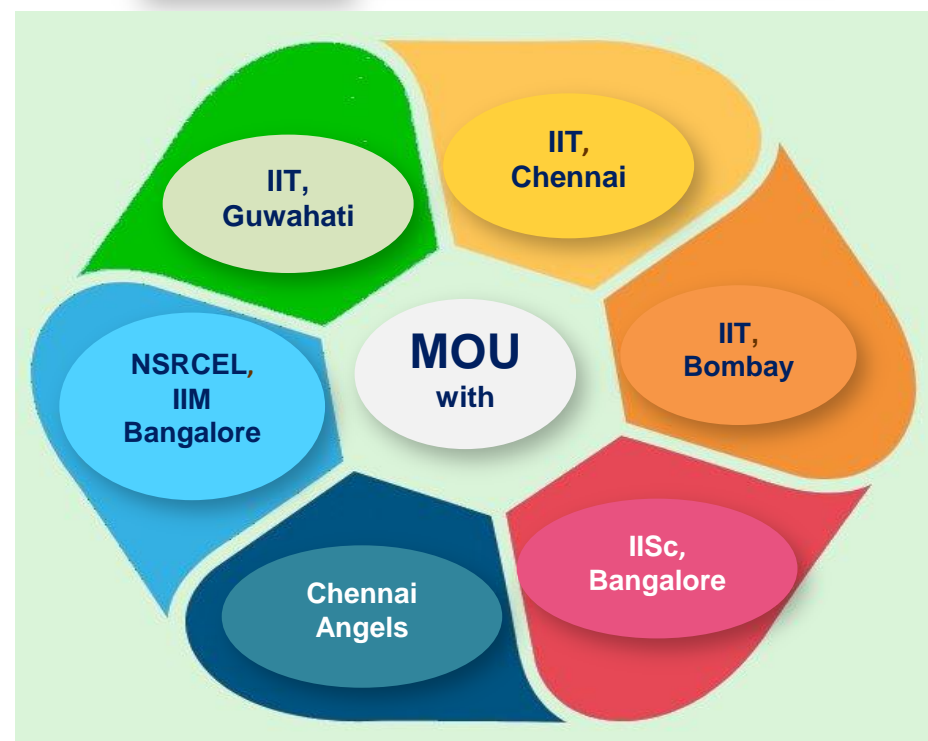 MOU
with
IIT,
Chennai
IIT,
Bombay
IISc,
Bangalore
Chennai
Angels
NSRCEL,
IIM
Bangalore
IIT,
Guwahati